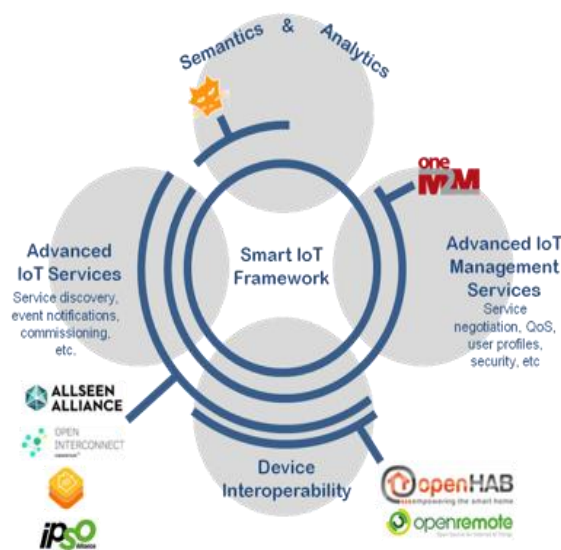 Semantics & Analytics
one
M2M
Advanced
IoT Services
Service discovery,
event notifications,
commissioning,
etc.
Smart IoT
Framework
Advanced IoT
Management
Services
Service
negotiation, QoS,
user profiles,
security, etc
ALLSEEN
ALLIANCE
OPEN
INTERCONNECT
Device
Interoperability
openHAB
empowering the smart home.
openremote
ipso
Alliance